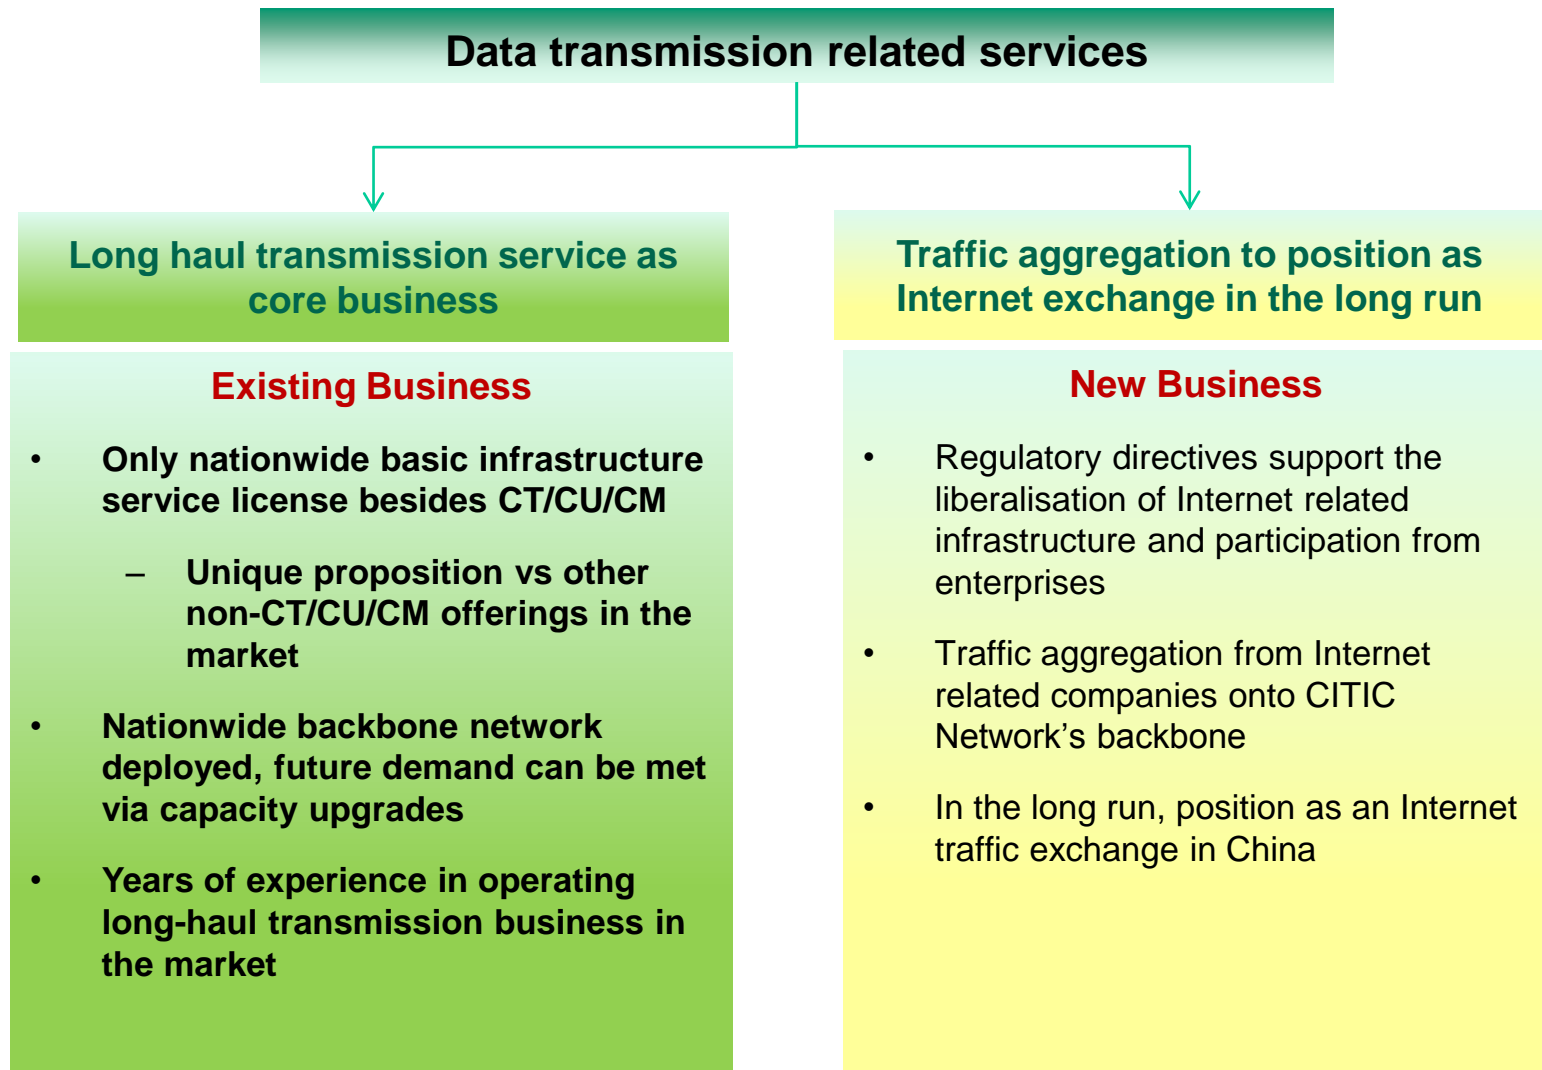 Data transmission related services
Long haul transmission service as
core business
Existing Business
• Only nationwide basic infrastructure
service license besides CT/CU/CM
– Unique proposition vs other
non-CT/CU/CM offerings in the
market
• Nationwide backbone network
deployed, future demand can be met
via capacity upgrades
• Years of experience in operating
long-haul transmission business in
the market
Traffic aggregation to position as
Internet exchange in the long run
New Business
• Regulatory directives support the
liberalisation of Internet related
infrastructure and participation from
enterprises
• Traffic aggregation from Internet
related companies onto CITIC
Network’s backbone
• In the long run, position as an Internet
traffic exchange in China